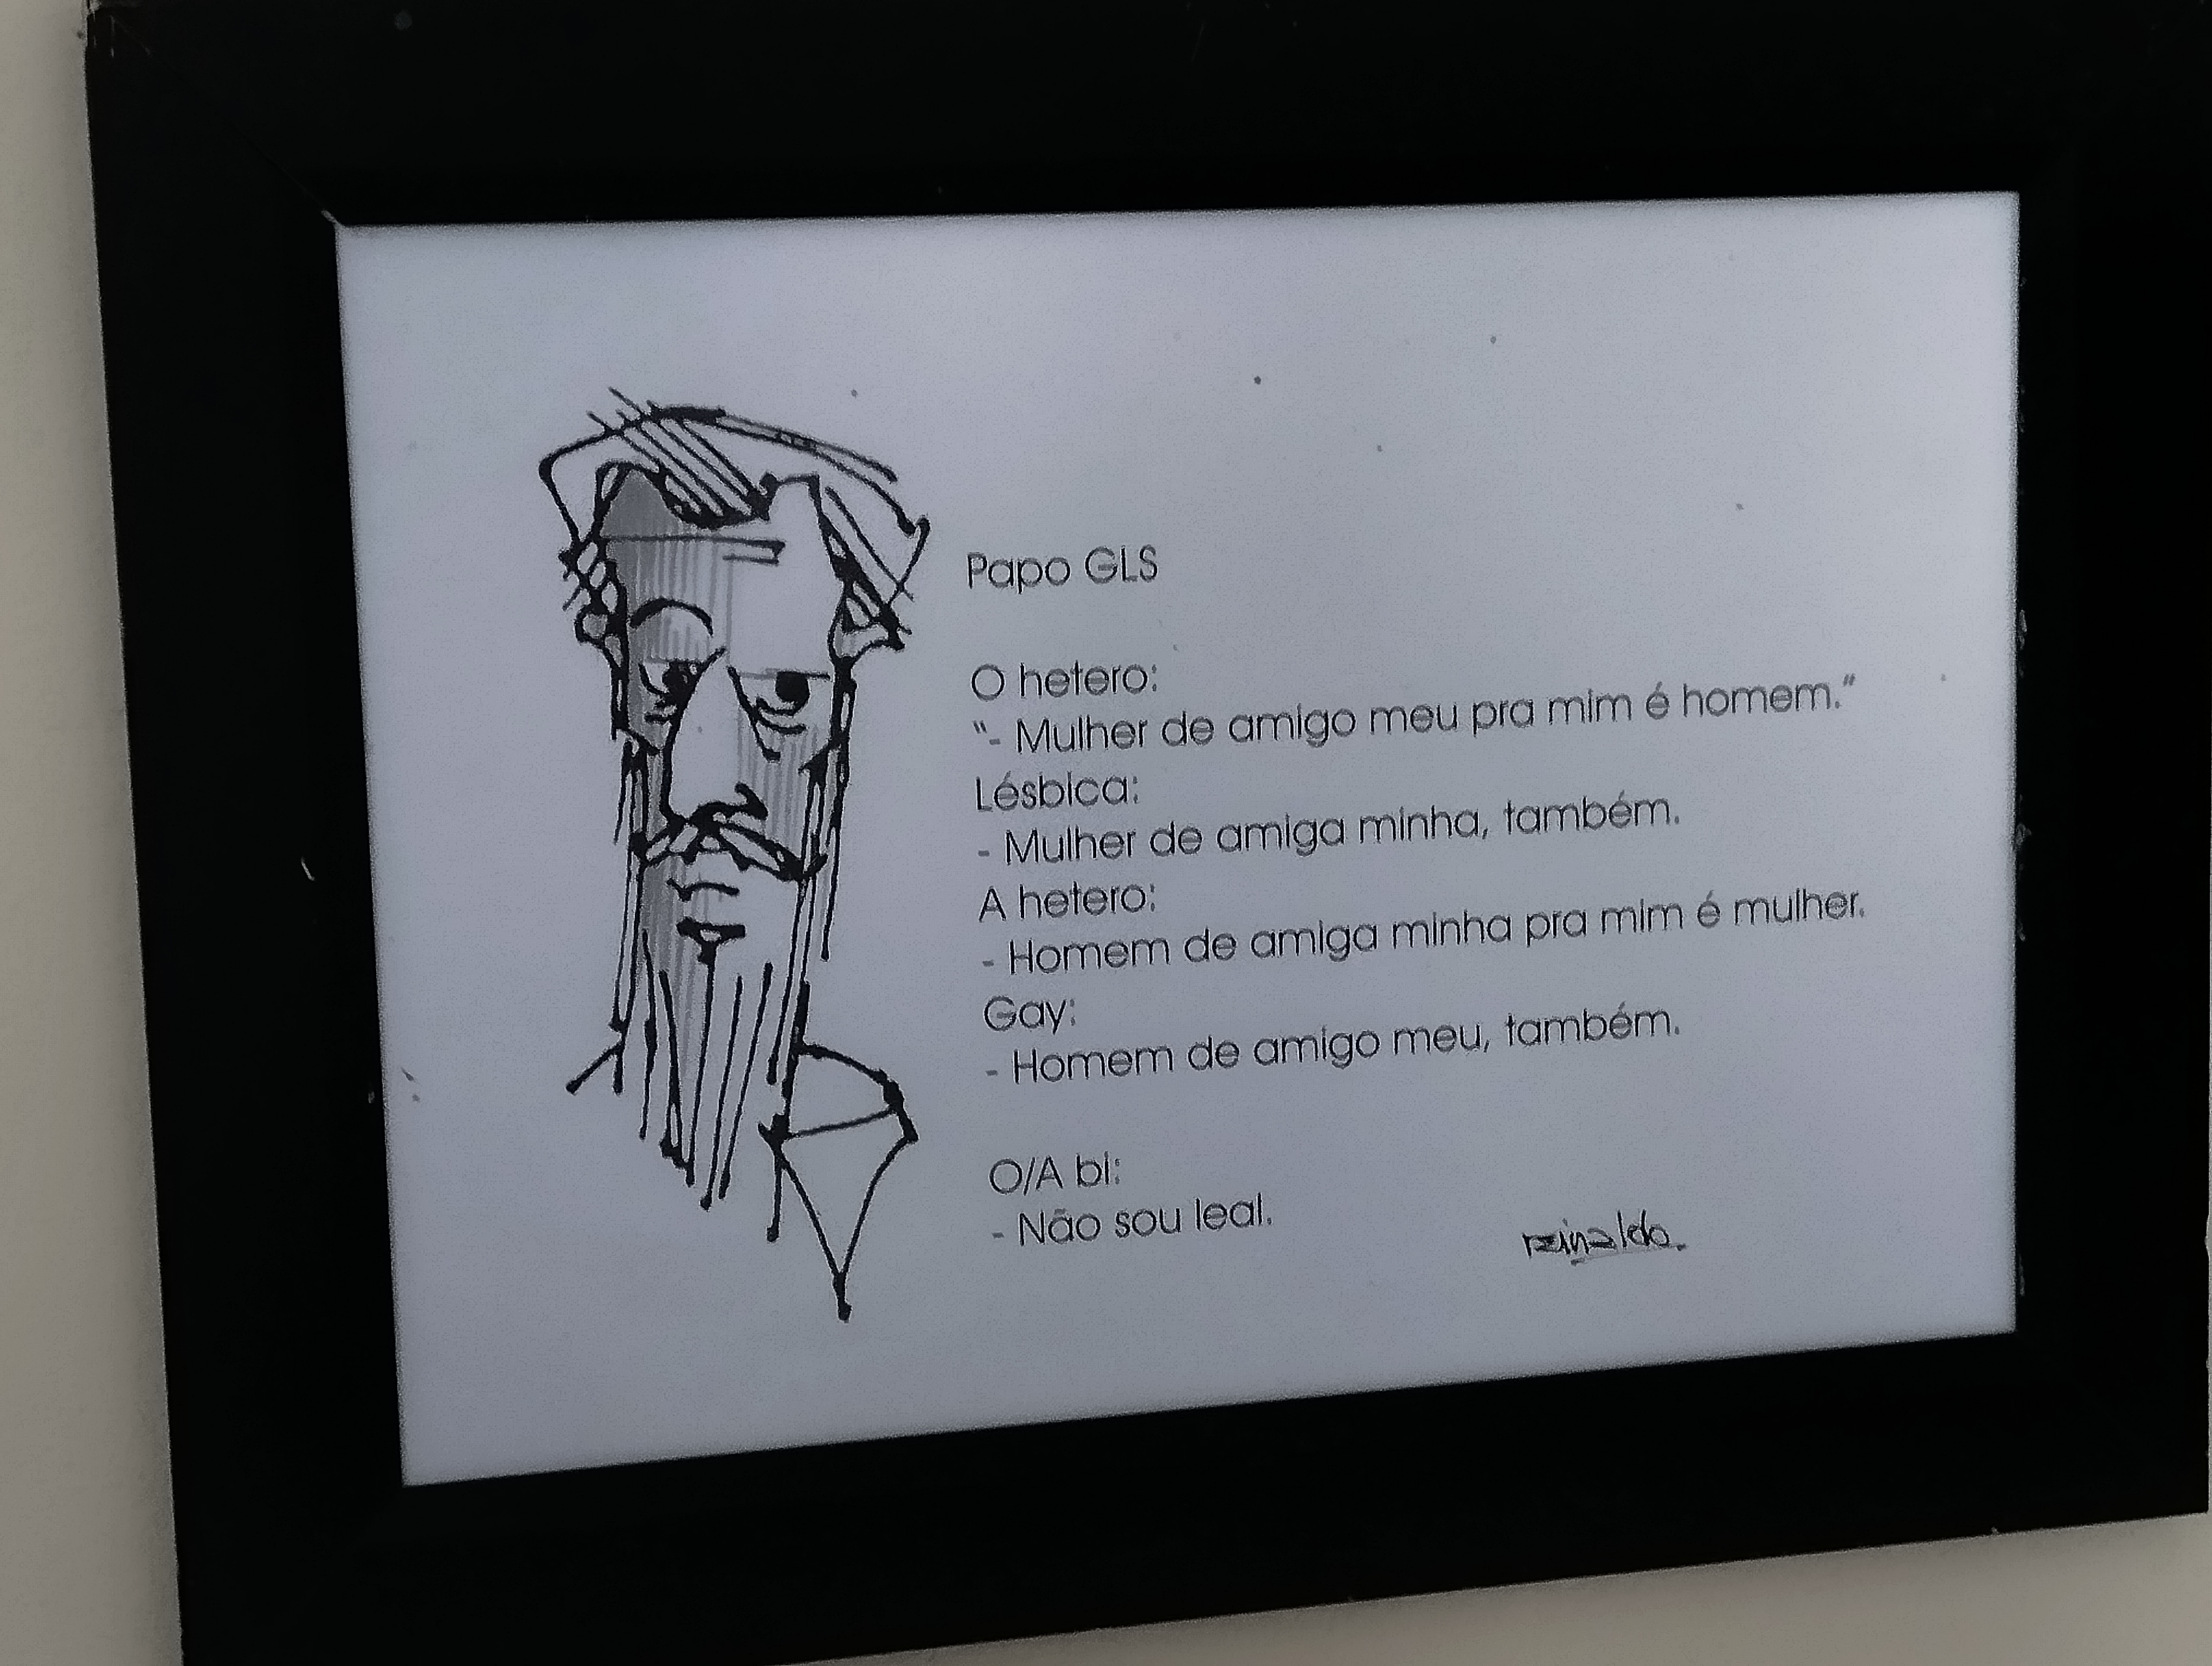 Papo GLS
O hetero:
"- Mulher de amigo meu pra mim é homem."
Lésbica:
- Mulher de amiga minha, também.
A hetero:
- Homem de amiga minha pra mim é mulher.
Gay:
- Homem de amigo meu, também.
O/A bi:
- Não sou leal.
reinaldo.